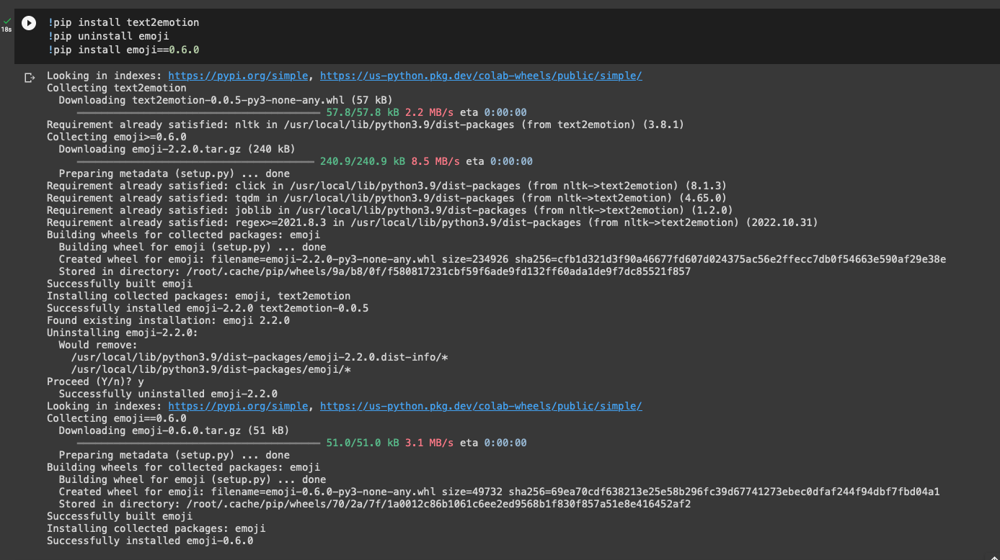 18s
!pip install text2emotion
!pip uninstall emoji
!pip install emoji==0.6.0
Looking in indexes: https://pypi.org/simple, https://us-python.pkg.dev/colab-wheels/public/simple/
Collecting text2emotion
  Downloading text2emotion-0.0.5-py3-none-any.whl (57 kB)
57.8/57.8 kB 2.2 MB/s eta 0:00:00
Requirement already satisfied: nltk in /usr/local/lib/python3.9/dist-packages (from text2emotion) (3.8.1)
Collecting emoji>=0.6.0
  Downloading emoji-2.2.0.tar.gz (240 kB)
240.9/240.9 kB 8.5 MB/s eta 0:00:00
  Preparing metadata (setup.py) ... done
Requirement already satisfied: click in /usr/local/lib/python3.9/dist-packages (from nltk->text2emotion) (8.1.3)
Requirement already satisfied: tqdm in /usr/local/lib/python3.9/dist-packages (from nltk->text2emotion) (4.65.0)
Requirement already satisfied: joblib in /usr/local/lib/python3.9/dist-packages (from nltk->text2emotion) (1.2.0)
Requirement already satisfied: regex>=2021.8.3 in /usr/local/lib/python3.9/dist-packages (from nltk->text2emotion) (2022.10.31)
Building wheels for collected packages: emoji
  Building wheel for emoji (setup.py) ... done
  Created wheel for emoji: filename=emoji-2.2.0-py3-none-any.whl size=234926 sha256=cfb1d321d3f90a46677fd607d024375ac56e2ffecc7db0f54663e590af29e38e
  Stored in directory: /root/.cache/pip/wheels/9a/b8/0f/f580817231cbf59f6ade9fd132ff60ada1de9f7dc85521f857
Successfully built emoji
Installing collected packages: emoji, text2emotion
Successfully installed emoji-2.2.0 text2emotion-0.0.5
Found existing installation: emoji 2.2.0
Uninstalling emoji-2.2.0:
  Would remove:
    /usr/local/lib/python3.9/dist-packages/emoji-2.2.0.dist-info/*
    /usr/local/lib/python3.9/dist-packages/emoji/*
Proceed (Y/n)? y
  Successfully uninstalled emoji-2.2.0
Looking in indexes: https://pypi.org/simple, https://us-python.pkg.dev/colab-wheels/public/simple/
Collecting emoji==0.6.0
  Downloading emoji-0.6.0.tar.gz (51 kB)
51.0/51.0 kB 3.1 MB/s eta 0:00:00
  Preparing metadata (setup.py) ... done
Building wheels for collected packages: emoji
  Building wheel for emoji (setup.py) ... done
  Created wheel for emoji: filename=emoji-0.6.0-py3-none-any.whl size=49732 sha256=69ea70cdf638213e25e58b296fc39d67741273ebec0dfaf244f94dbf7fbd04a1
  Stored in directory: /root/.cache/pip/wheels/70/2a/7f/1a0012c86b1061c6ee2ed9568b1f830f857a51e8e416452af2
Successfully built emoji
Installing collected packages: emoji
Successfully installed emoji-0.6.0